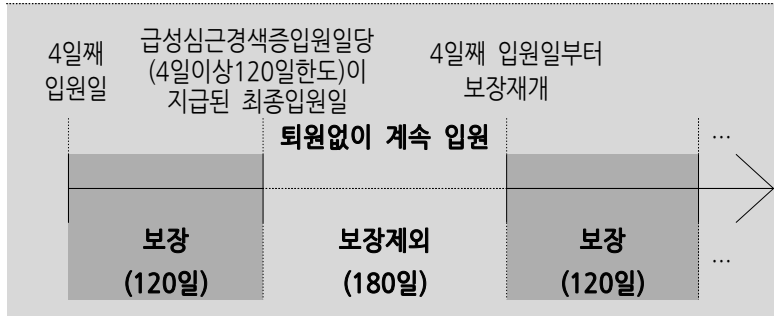 4일째
입원일
급성심근경색증입원일당
(4일이상120일한도)이
지급된 최종입원일
4일째 입원일부터
보장재개
퇴원없이 계속 입원
…
보장
(120일)
보장제외
(180일)
보장
(120일)
…